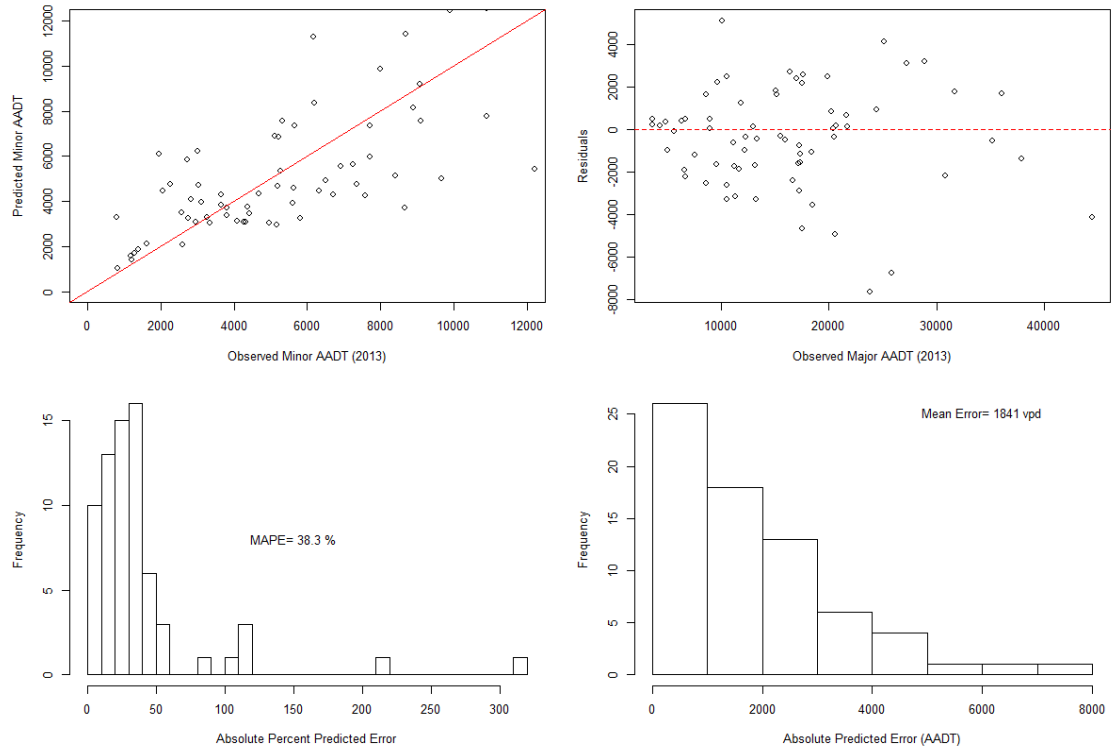 Predicted Minor AADT
0 2000 4000 6000 8000 10000 12000
0 2000 4000 6000 8000 10000 12000
Observed Minor AADT (2013)
Residuals
-8000 -6000 -4000 -2000 0 2000 4000
10000 20000 30000 40000
Observed Major AADT (2013)
Frequency
0 5 10 15
MAPE= 38.3 %
0 50 100 150 200 250 300
Absolute Percent Predicted Error
Frequency
0 5 10 15 20 25
Mean Error= 1841 vpd
0 2000 4000 6000 8000
Absolute Predicted Error (AADT)